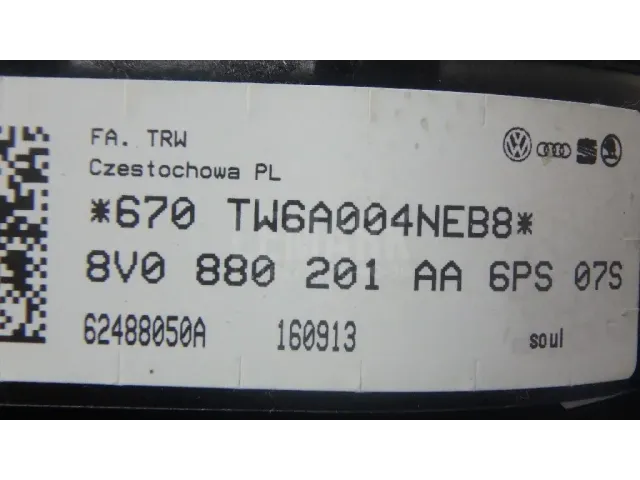 FA. TRW
Czestochowa PL
*670 TW6A004NEB8*
8V0 880 201 AA 6PS 07S
62488050A 160913 soul